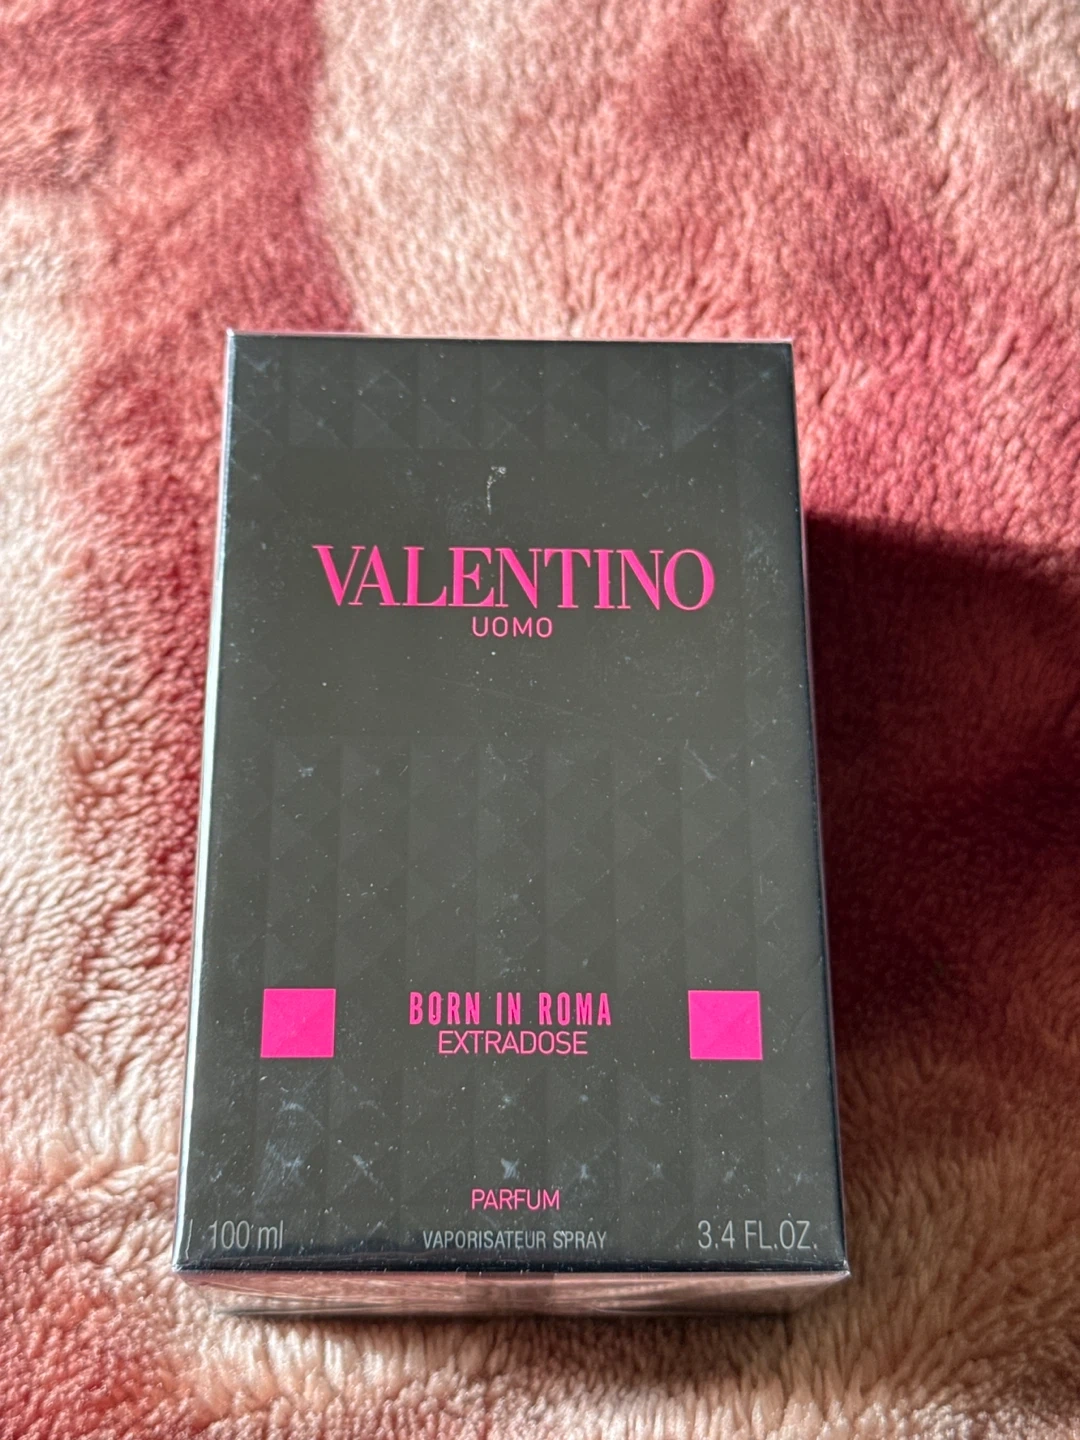 VALENTINO
UOMO
BORN IN ROMA
EXTRADOSE
PARFUM
100 ml VAPORISATEUR SPRAY 3.4 FL.OZ.